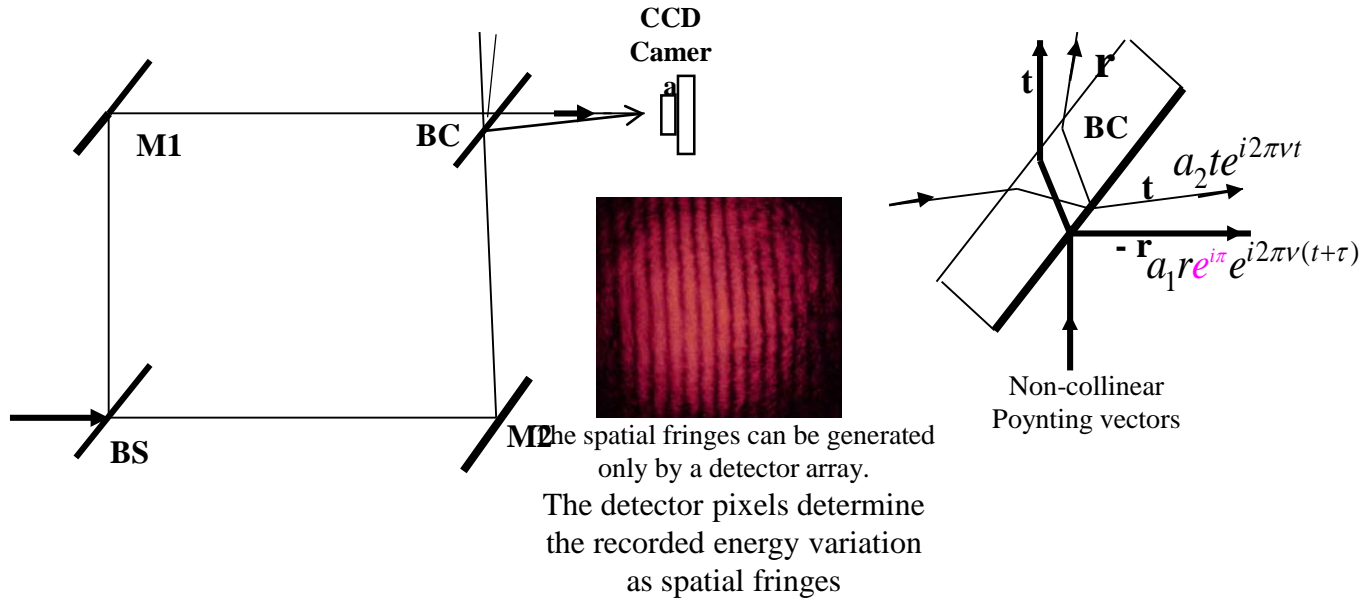 CCD
Camer
a
M1
BC
BS
M2
The spatial fringes can be generated
only by a detector array.
The detector pixels determine
the recorded energy variation
as spatial fringes
t
r
BC
a₂te^{i2πνt}
t
- r
a₁re^{iπ}e^{i2πν(t+τ)}
Non-collinear
Poynting vectors